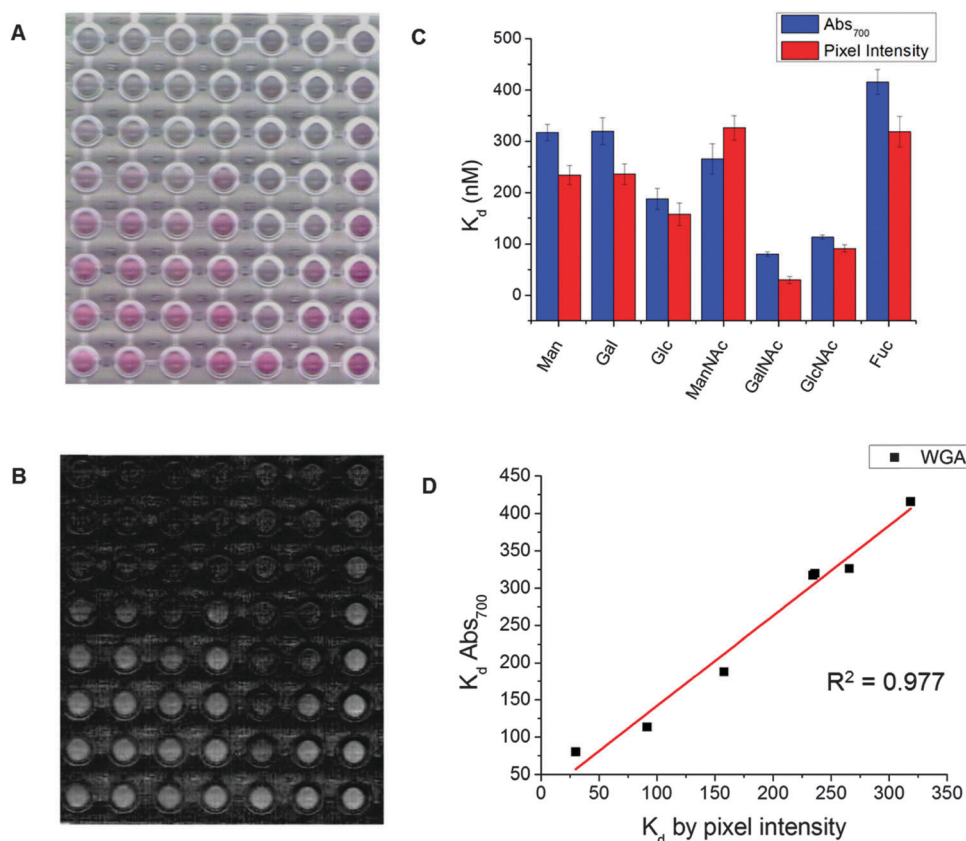 A
B
C
Abs700
Pixel Intensity
Kd (nM)
400
300
200
100
0
Man
Gal
Glc
ManNAc
GalNAc
GlcNAc
Fuc
D
WGA
Kd Abs700
450
400
350
300
250
200
150
100
50
R2 = 0.977
0
50
100
150
200
250
300
350
Kd by pixel intensity